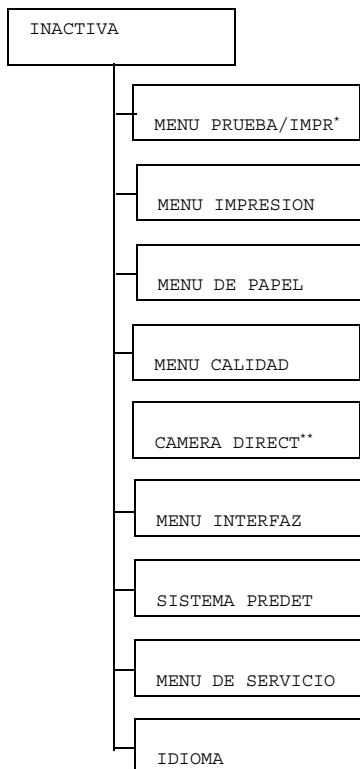 INACTIVA
MENU PRUEBA/IMPR*
MENU IMPRESION
MENU DE PAPEL
MENU CALIDAD
CAMERA DIRECT**
MENU INTERFAZ
SISTEMA PREDET
MENU DE SERVICIO
IDIOMA